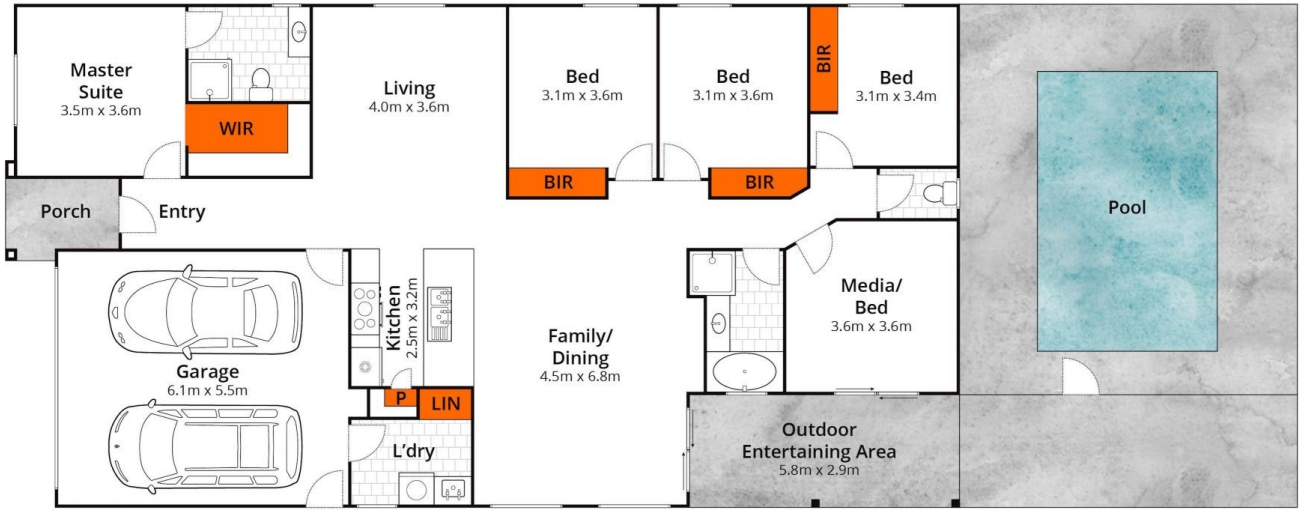 Master
Suite
3.5m x 3.6m
WIR
Living
4.0m x 3.6m
Bed
3.1m x 3.6m
BIR
Bed
3.1m x 3.6m
BIR
BIR
Bed
3.1m x 3.4m
Porch
Entry
Pool
Garage
6.1m x 5.5m
Kitchen
2.5m x 3.2m
P
LIN
L'dry
Family/
Dining
4.5m x 6.8m
Media/
Bed
3.6m x 3.6m
Outdoor
Entertaining Area
5.8m x 2.9m